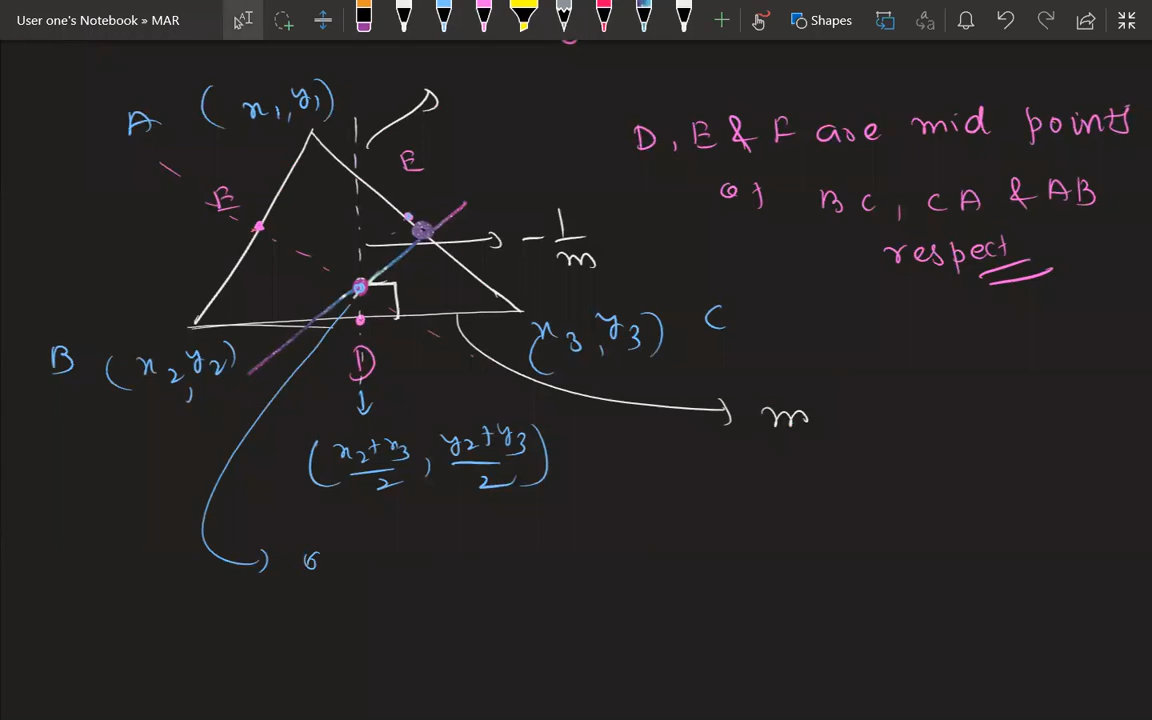 User one's Notebook » MAR
Shapes
A (x₁, y₁)
D, E & F are mid points
of BC, CA & AB
respect
E
F
-1/m
B (x₂, y₂)
(x₃, y₃) C
D
m
((x₂+x₃)/2, (y₂+y₃)/2)